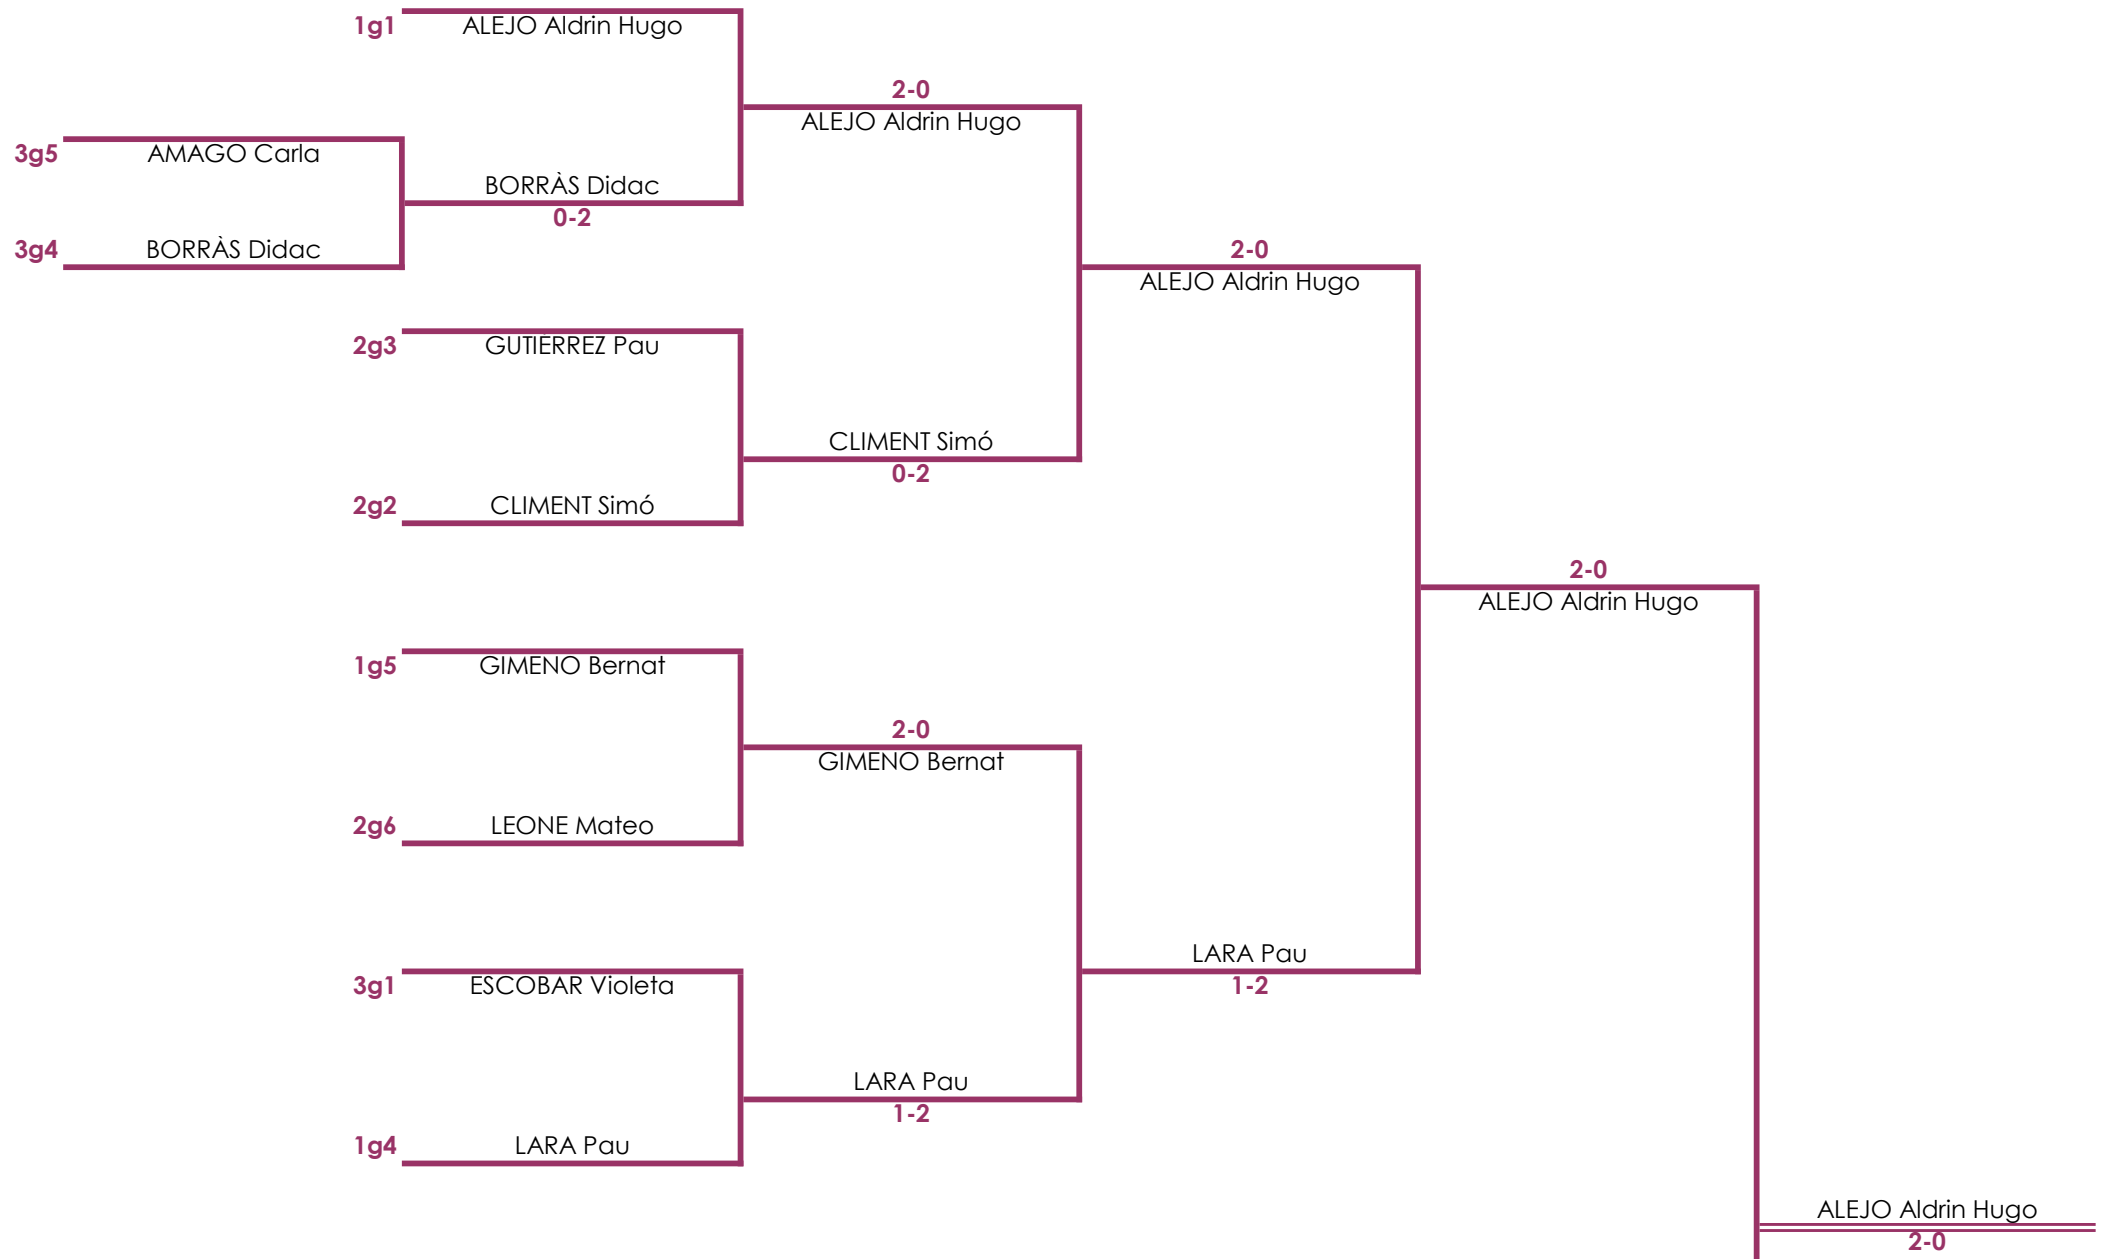 1g1 ALEJO Aldrin Hugo
2-0
ALEJO Aldrin Hugo
3g5 AMAGO Carla
BORRÀS Didac
0-2
3g4 BORRÀS Didac
2-0
ALEJO Aldrin Hugo
2g3 GUTIÉRREZ Pau
CLIMENT Simó
0-2
2g2 CLIMENT Simó
2-0
ALEJO Aldrin Hugo
1g5 GIMENO Bernat
2-0
GIMENO Bernat
2g6 LEONE Mateo
LARA Pau
1-2
3g1 ESCOBAR Violeta
LARA Pau
1-2
1g4 LARA Pau
ALEJO Aldrin Hugo
2-0